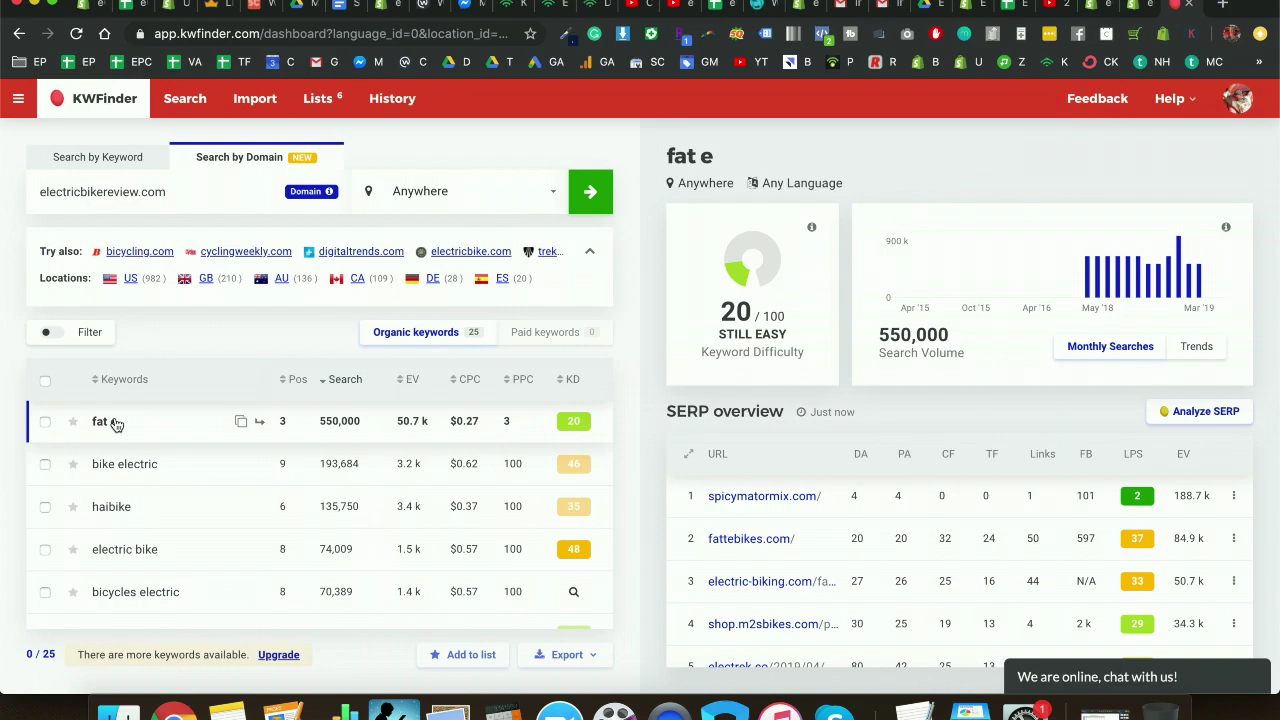 app.kwfinder.com/dashboard?language_id=0&location_id=...
EP EP EPC VA TF C G M C D T GA GA SC GM YT B P R B U K CK NH MC
KWFinder Search Import Lists 6 History Feedback Help
Search by Keyword Search by Domain NEW
electricbikereview.com Domain Anywhere
Try also: bicycling.com cyclingweekly.com digitaltrends.com electricbike.com trek...
Locations: US (982) GB (210) AU (136) CA (109) DE (28) ES (20)
Filter Organic keywords 25 Paid keywords 0
Keywords Pos Search EV CPC PPC KD
fat e 3 550,000 50.7 k $0.27 3 20
bike electric 9 193,684 3.2 k $0.62 100 46
haibike 6 135,750 3.4 k $0.37 100 35
electric bike 8 74,009 1.5 k $0.57 100 48
bicycles electric 8 70,389 1.4 k $0.57 100
0 / 25 There are more keywords available. Upgrade Add to list Export
fat e
Anywhere Any Language
20 / 100
STILL EASY
Keyword Difficulty
900 k
0
Apr '15 Oct '15 Apr '16 May '18 Mar '19
550,000
Search Volume
Monthly Searches Trends
SERP overview Just now Analyze SERP
URL DA PA CF TF Links FB LPS EV
1 spicymatormix.com/ 4 4 0 0 1 101 2 188.7 k
2 fattebikes.com/ 20 20 32 24 50 597 37 84.9 k
3 electric-biking.com/fa... 27 26 25 16 44 N/A 33 50.7 k
4 shop.m2sbikes.com/p... 30 25 19 13 4 2 k 29 34.3 k
5 electrek.co/2019/04/ 80 42 25 13
We are online, chat with us!
1